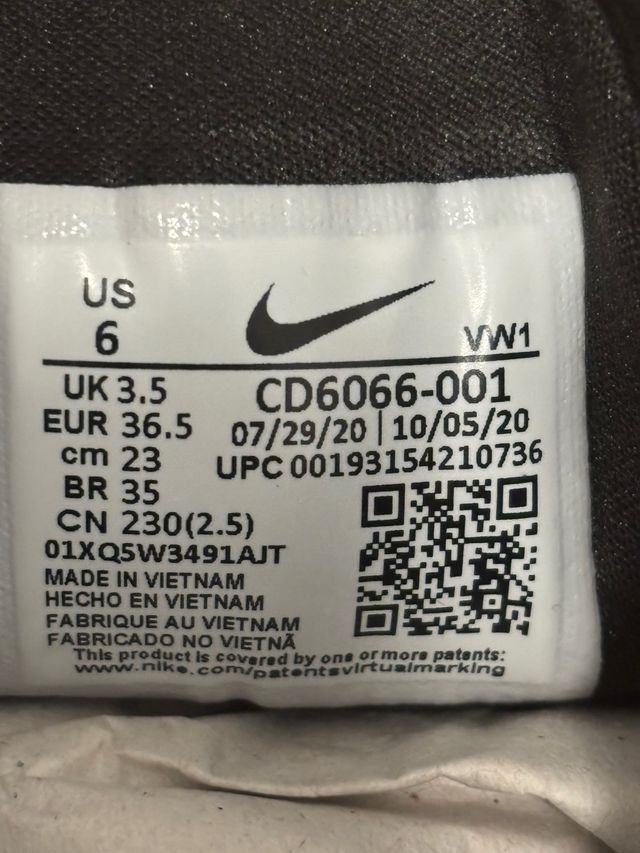 US
6
VW1
UK 3.5
CD6066-001
EUR 36.5
07/29/20 | 10/05/20
cm 23
UPC 00193154210736
BR 35
CN 230(2.5)
01XQ5W3491AJT
MADE IN VIETNAM
HECHO EN VIETNAM
FABRIQUE AU VIETNAM
FABRICADO NO VIETNÃ
This product is covered by one or more patents:
www.nike.com/patentsvirtualmarking